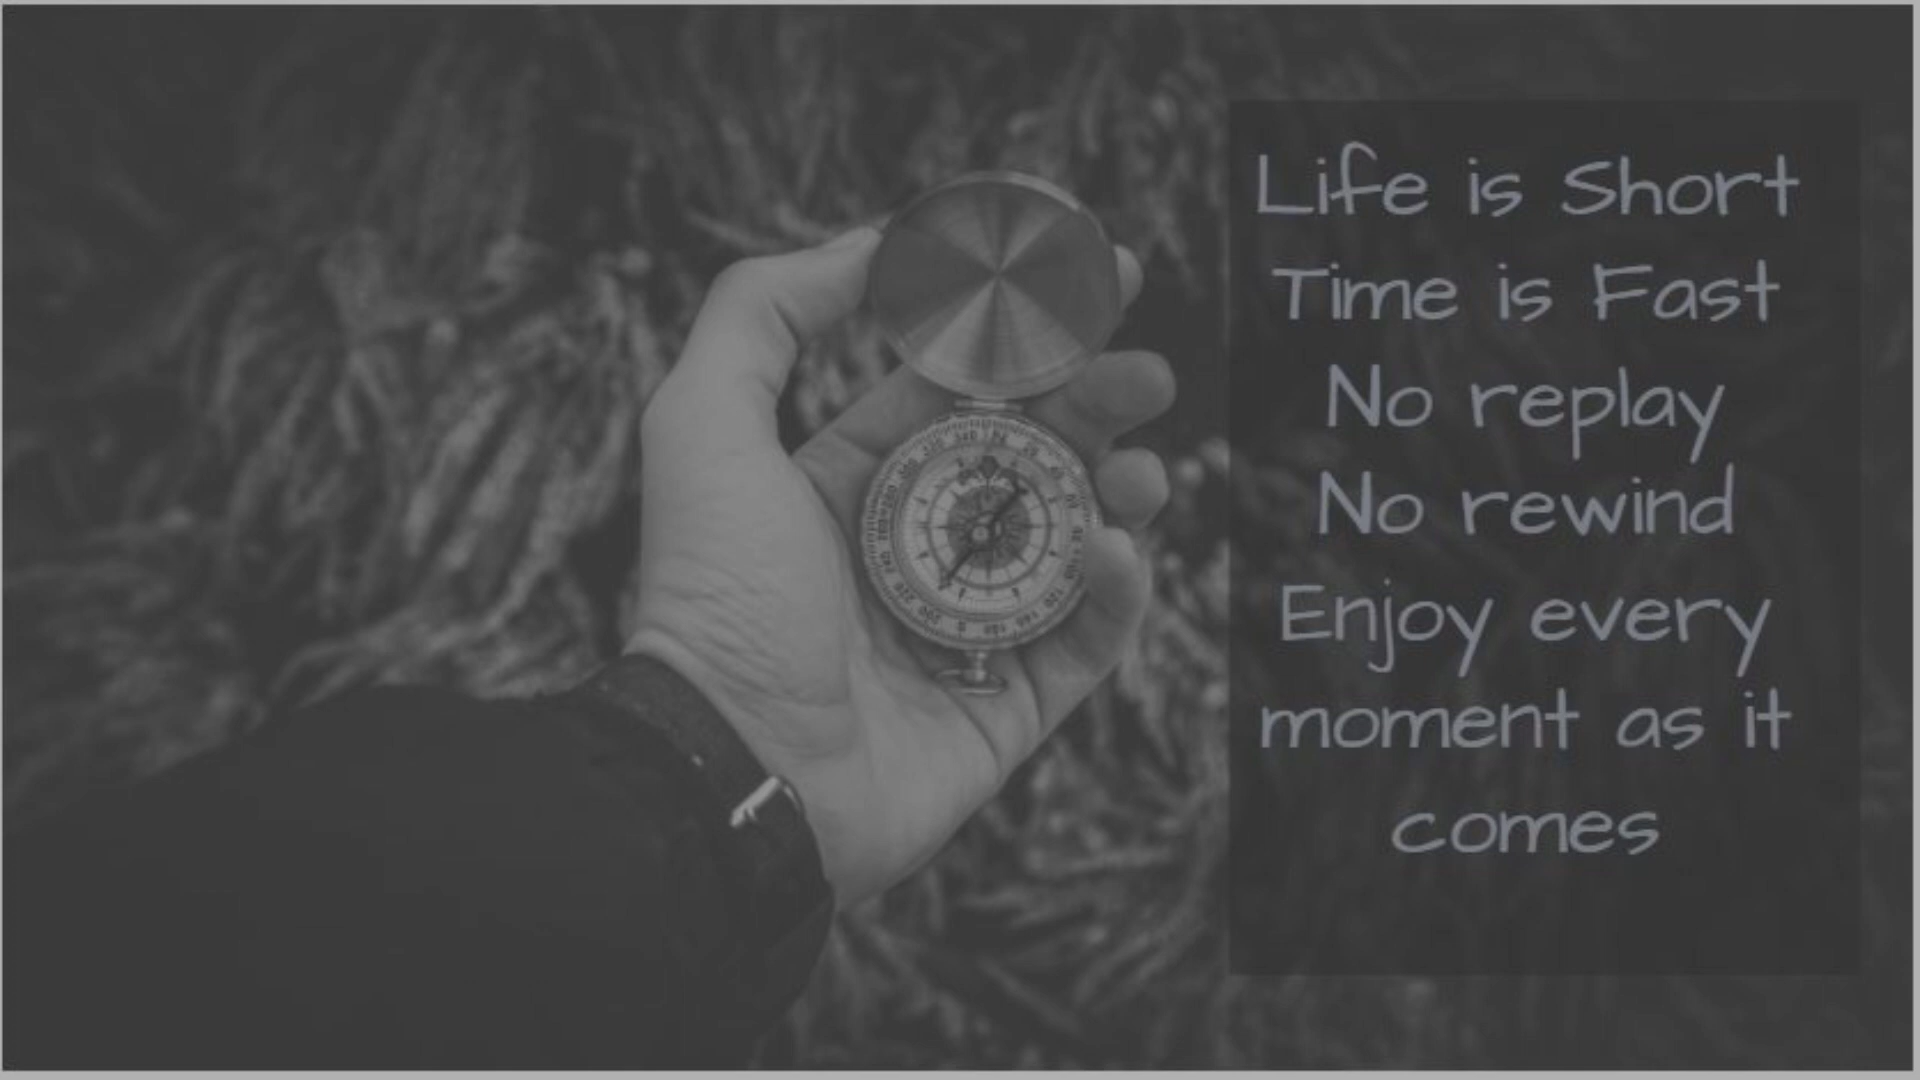 Life is Short
Time is Fast
No replay
No rewind
Enjoy every
moment as it
comes